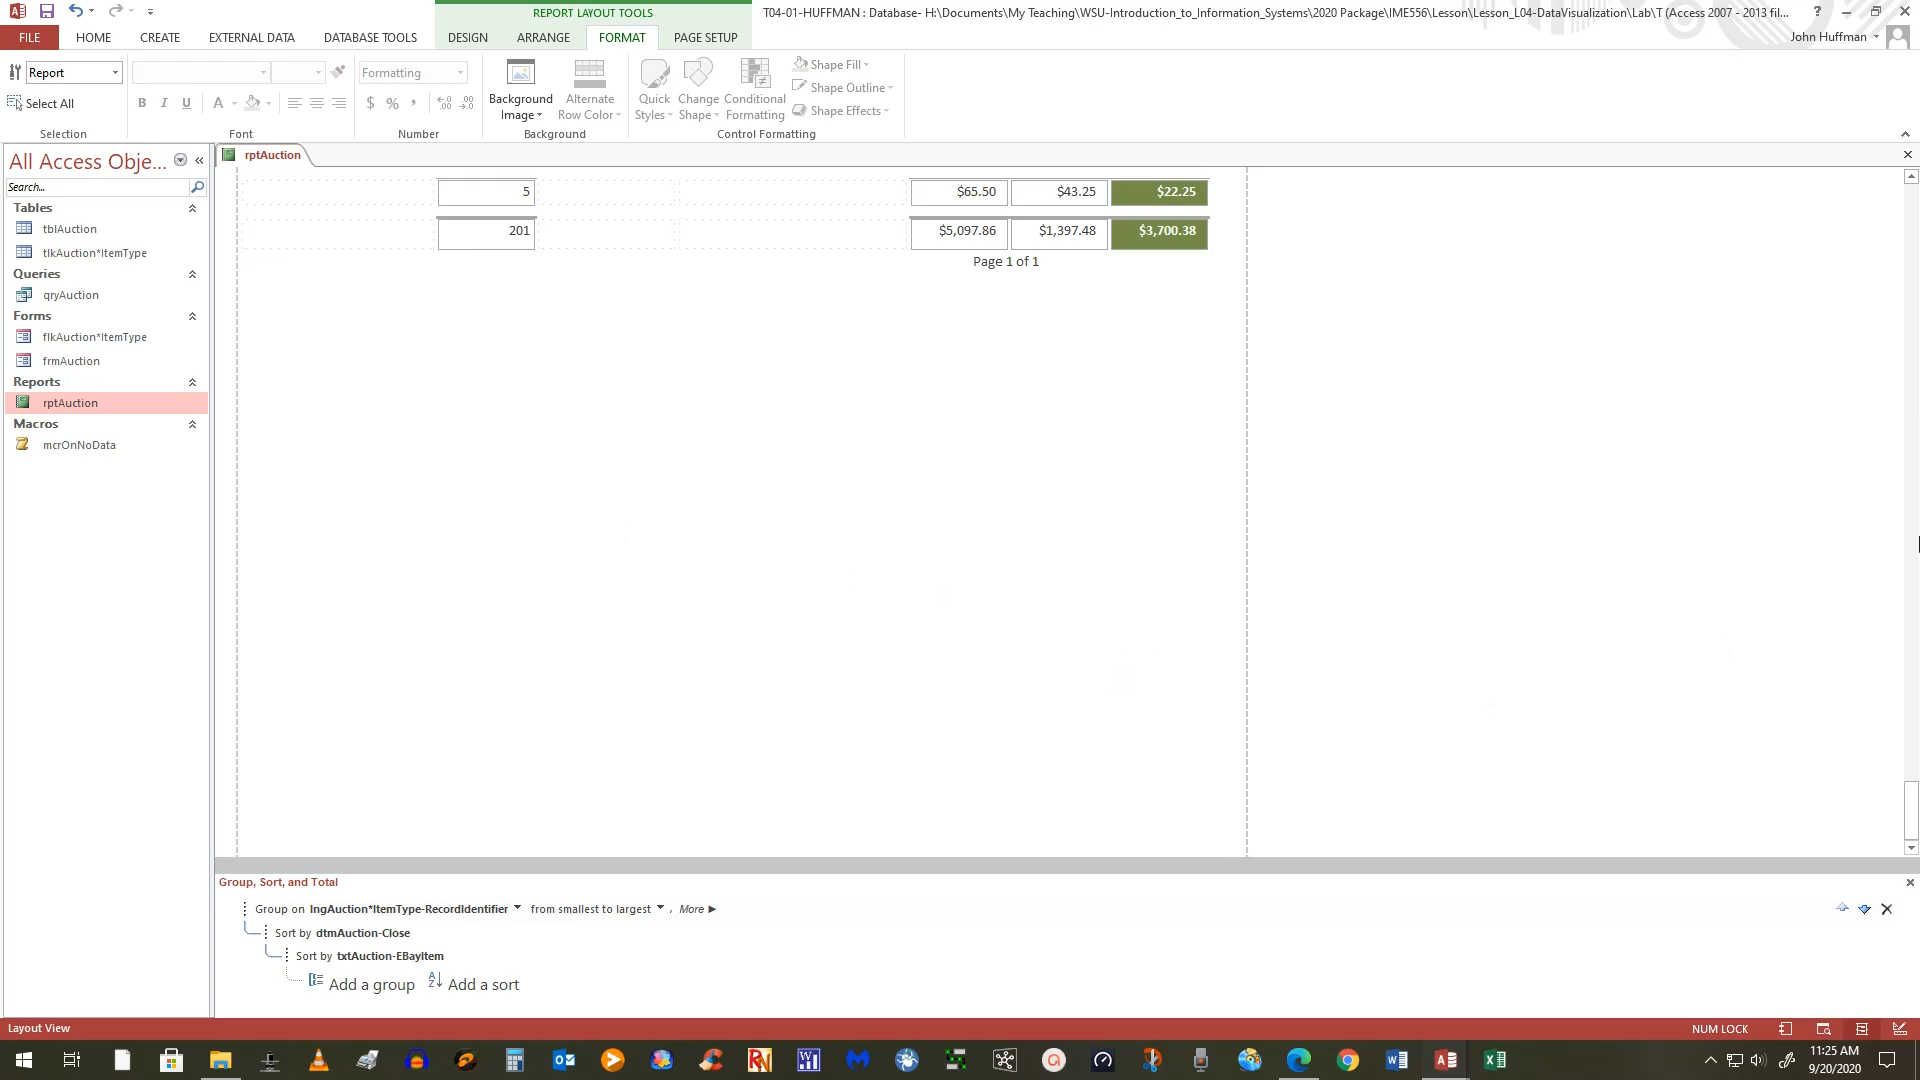 REPORT LAYOUT TOOLS
T04-01-HUFFMAN : Database- H:\Documents\My Teaching\WSU-Introduction_to_Information_Systems\2020 Package\IME556\Lesson\Lesson_L04-DataVisualization\Lab\T (Access 2007 - 2013 fil...
?
FILE HOME CREATE EXTERNAL DATA DATABASE TOOLS DESIGN ARRANGE FORMAT PAGE SETUP
John Huffman
Report
Select All
Selection
B I U A
Font
Formatting
$ % ,
Number
Background Image
Alternate Row Color
Background
Quick Styles
Change Shape
Conditional Formatting
Shape Fill
Shape Outline
Shape Effects
Control Formatting
All Access Obje...
Search...
Tables
tblAuction
tlkAuction*ItemType
Queries
qryAuction
Forms
flkAuction*ItemType
frmAuction
Reports
rptAuction
Macros
mcrOnNoData
rptAuction
5 $65.50 $43.25 $22.25
201 $5,097.86 $1,397.48 $3,700.38
Page 1 of 1
Group, Sort, and Total
Group on lngAuction*ItemType-RecordIdentifier from smallest to largest , More
Sort by dtmAuction-Close
Sort by txtAuction-EBayItem
Add a group Add a sort
Layout View
NUM LOCK
11:25 AM
9/20/2020